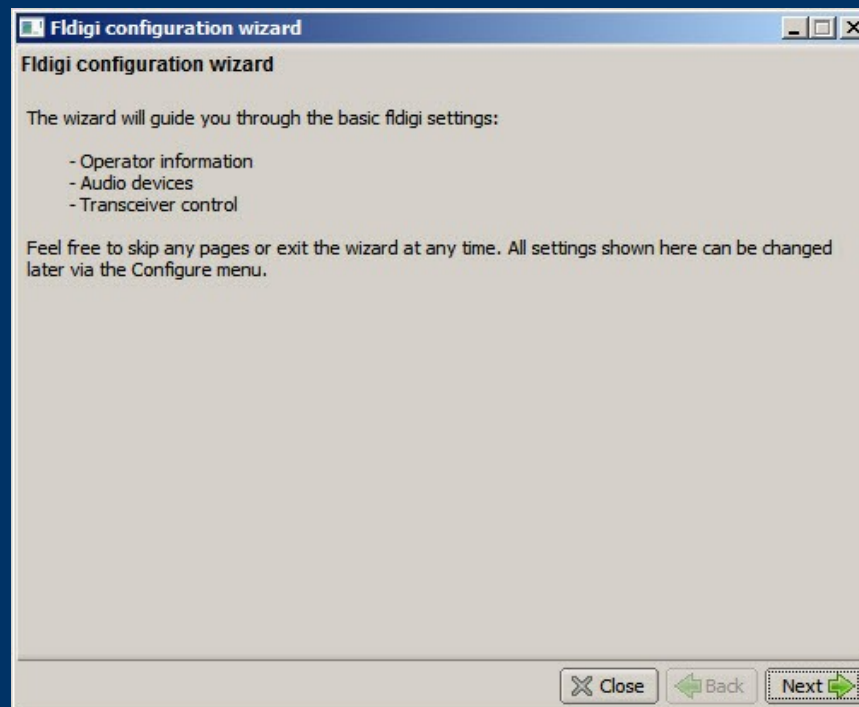 Fldigi configuration wizard
Fldigi configuration wizard
The wizard will guide you through the basic fldigi settings:
- Operator information
- Audio devices
- Transceiver control
Feel free to skip any pages or exit the wizard at any time. All settings shown here can be changed
later via the Configure menu.
Close Back Next